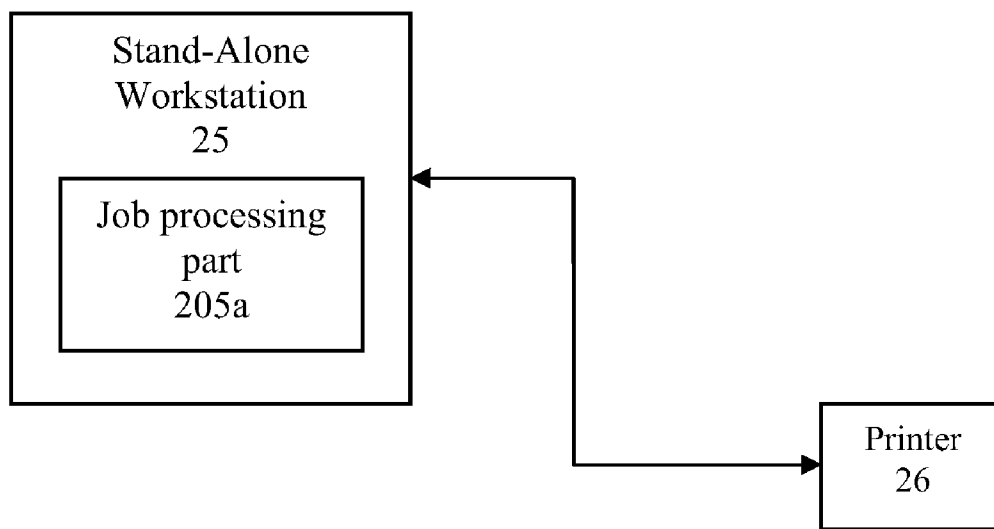 Stand-Alone
Workstation
25
Job processing
part
205a
Printer
26